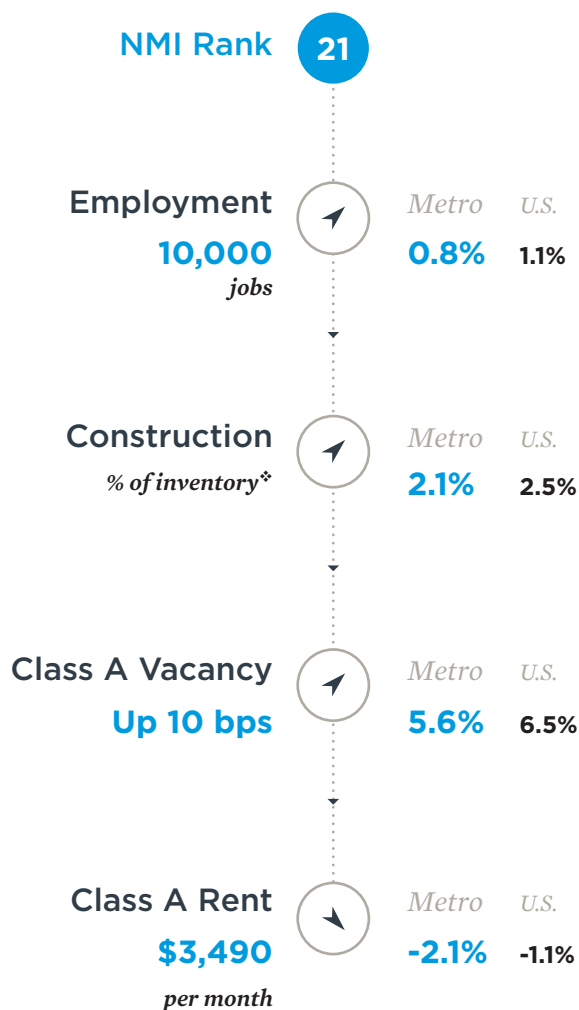 NMI Rank 21
Employment Metro U.S.
10,000 0.8% 1.1%
jobs
Construction Metro U.S.
% of inventory❖ 2.1% 2.5%
Class A Vacancy Metro U.S.
Up 10 bps 5.6% 6.5%
Class A Rent Metro U.S.
$3,490 -2.1% -1.1%
per month